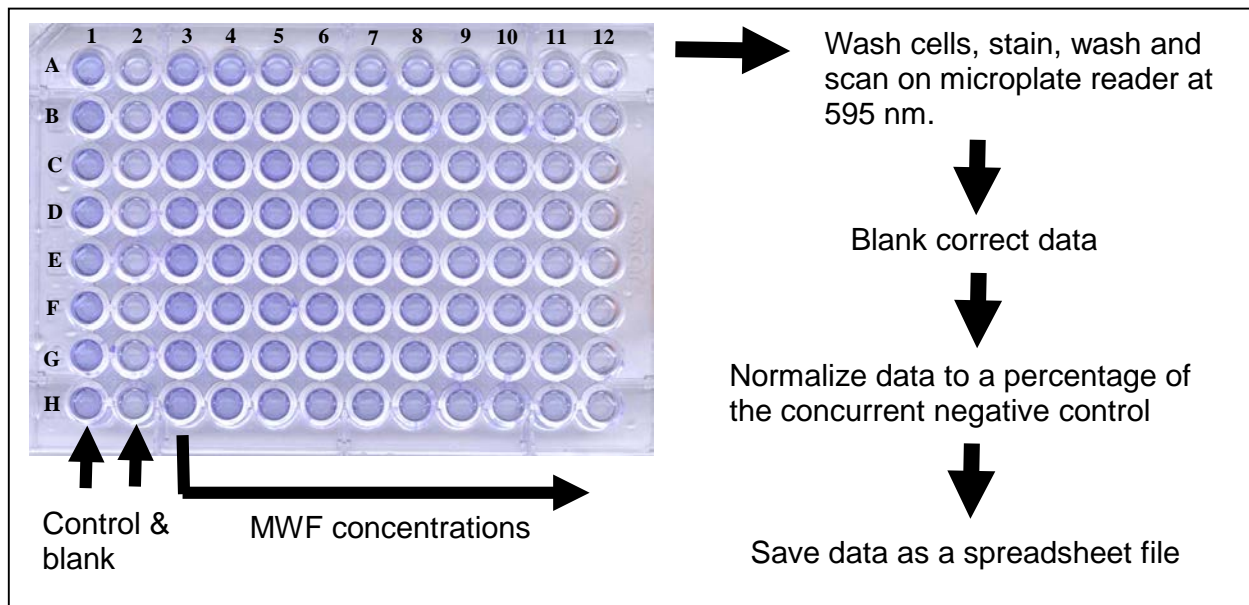 1 2 3 4 5 6 7 8 9 10 11 12
A
B
C
D
E
F
G
H
Control &
blank
MWF concentrations
Wash cells, stain, wash and
scan on microplate reader at
595 nm.
Blank correct data
Normalize data to a percentage of
the concurrent negative control
Save data as a spreadsheet file